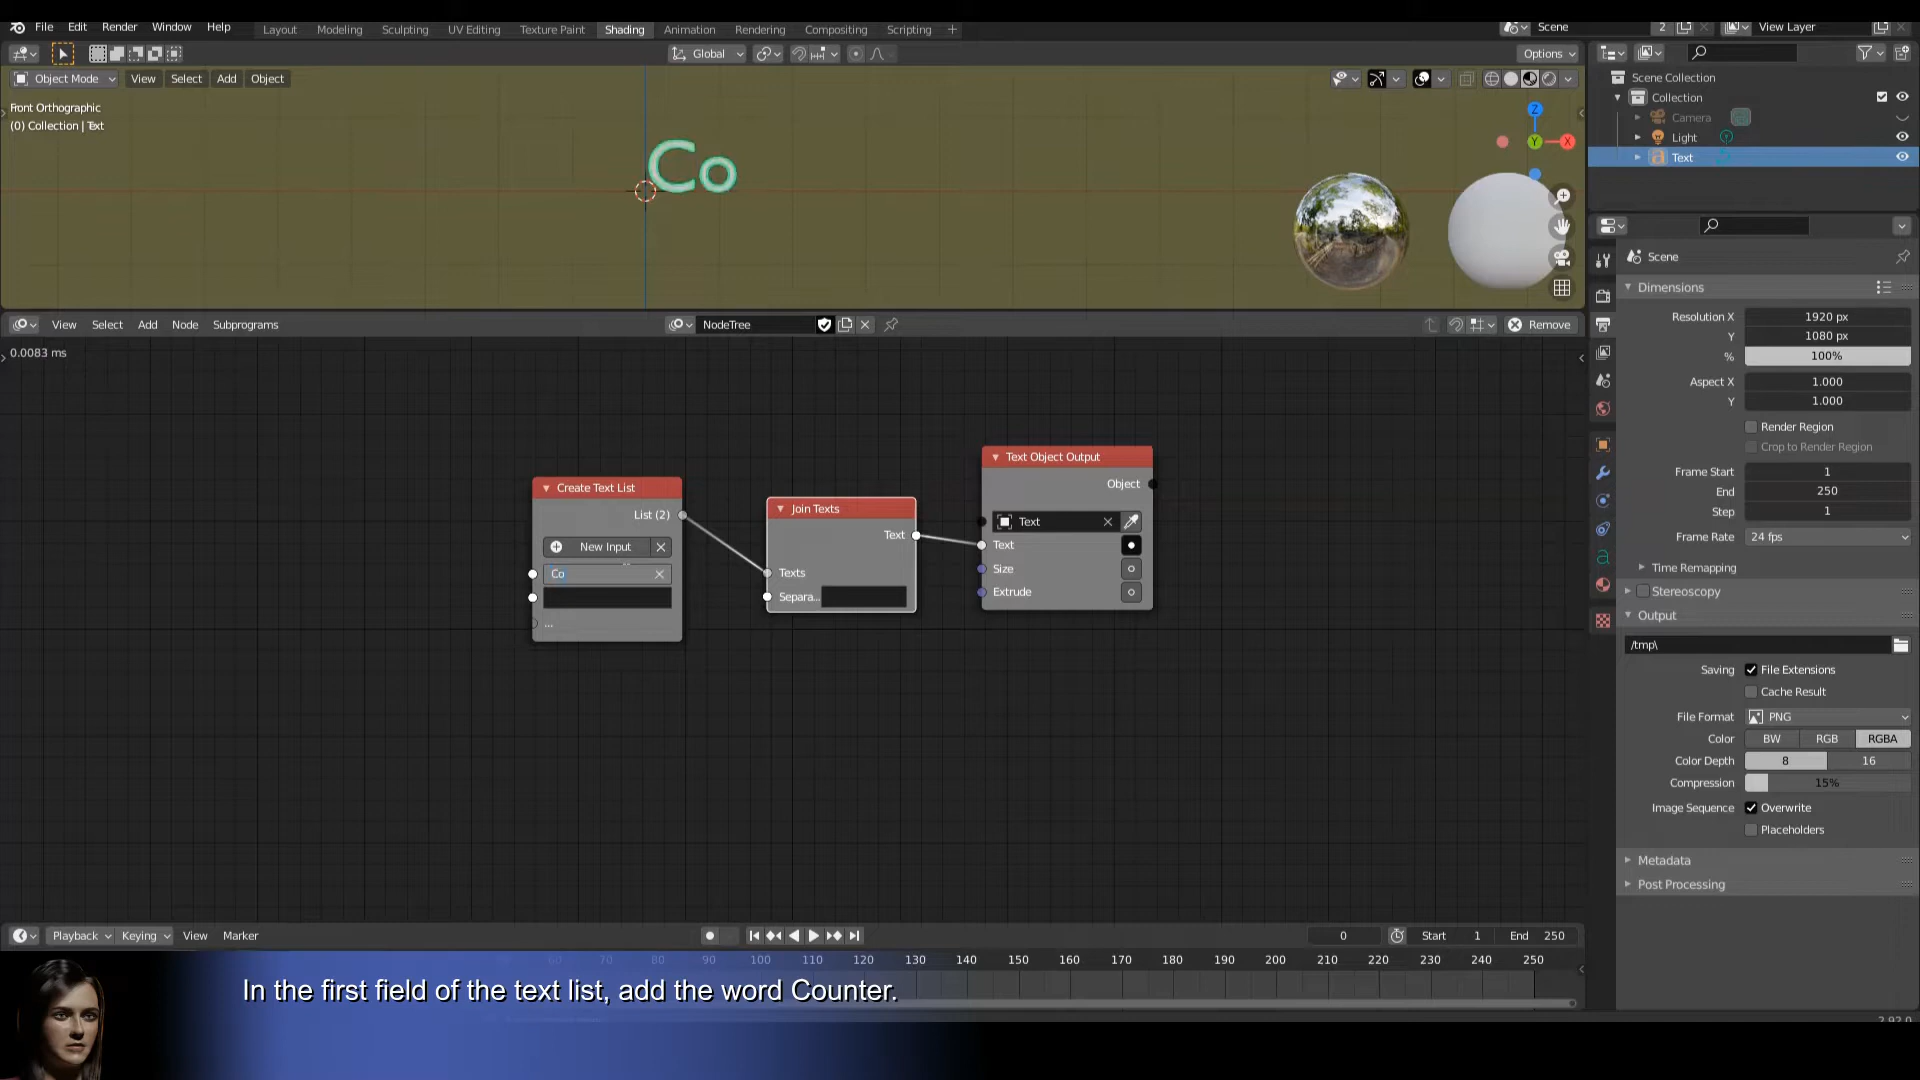 File Edit Render Window Help
Layout Modeling Sculpting UV Editing Texture Paint Shading Animation Rendering Compositing Scripting +
Scene 2 View Layer
Global Options
Object Mode View Select Add Object
Front Orthographic
(0) Collection | Text
Co
Z
Y
X
Scene Collection
Collection
Camera
Light
Text
View Select Add Node Subprograms NodeTree Remove
0.0083 ms
Create Text List
List (2)
New Input
Co
...
Join Texts
Text
Texts
Separa...
Text Object Output
Object
Text
Text
Size
Extrude
Scene
Dimensions
Resolution X 1920 px
Y 1080 px
% 100%
Aspect X 1.000
Y 1.000
Render Region
Crop to Render Region
Frame Start 1
End 250
Step 1
Frame Rate 24 fps
Time Remapping
Stereoscopy
Output
/tmp\
Saving File Extensions
Cache Result
File Format PNG
Color BW RGB RGBA
Color Depth 8 16
Compression 15%
Image Sequence Overwrite
Placeholders
Metadata
Post Processing
Playback Keying View Marker 0 Start 1 End 250
60 70 80 90 100 110 120 130 140 150 160 170 180 190 200 210 220 230 240 250
In the first field of the text list, add the word Counter.
2.92.0